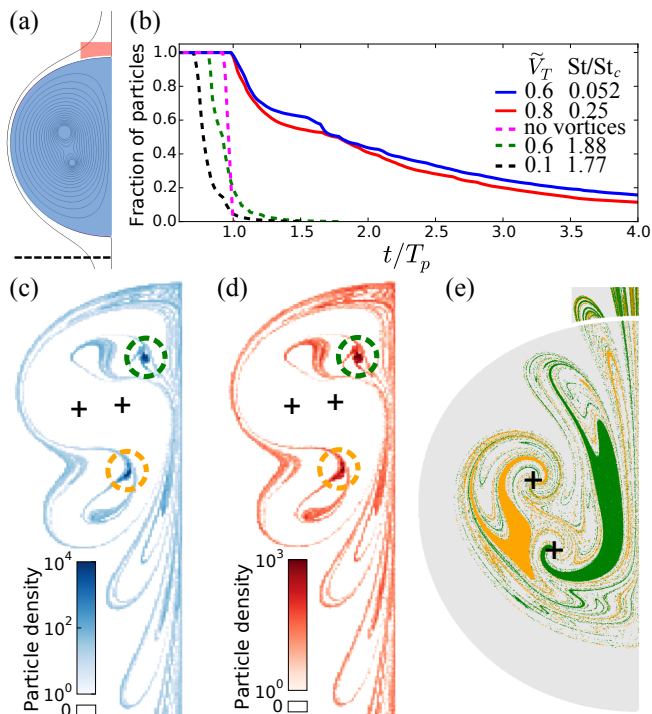 (a)
(b)
Fraction of particles
1.0
0.8
0.6
0.4
0.2
0.0
1.0 1.5 2.0 2.5 3.0 3.5 4.0
t/T_p
Ṽ_T St/St_c
0.6 0.052
0.8 0.25
no vortices
0.6 1.88
0.1 1.77
(c)
Particle density
10^4
10^2
10^0
0
(d)
Particle density
10^3
10^0
0
(e)